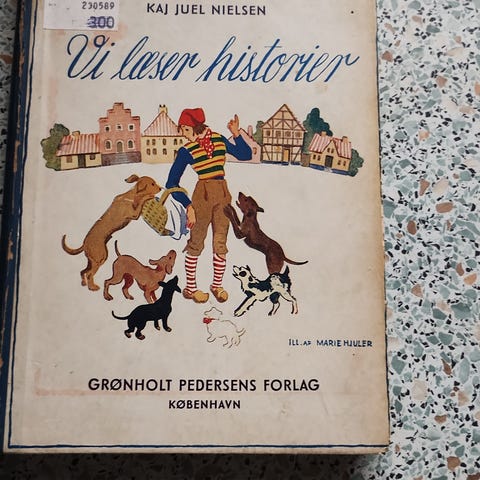 230589
300
KAJ JUEL NIELSEN
Vi læser historier
ILL. AF MARIE HJULER
GRØNHOLT PEDERSENS FORLAG
KØBENHAVN